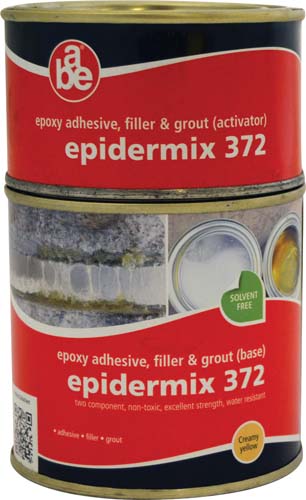 abe
epoxy adhesive, filler & grout (activator)
epidermix 372
SOLVENT
FREE
epoxy adhesive, filler & grout (base)
epidermix 372
two component, non-toxic, excellent strength, water resistant
• adhesive • filler • grout
Creamy
yellow